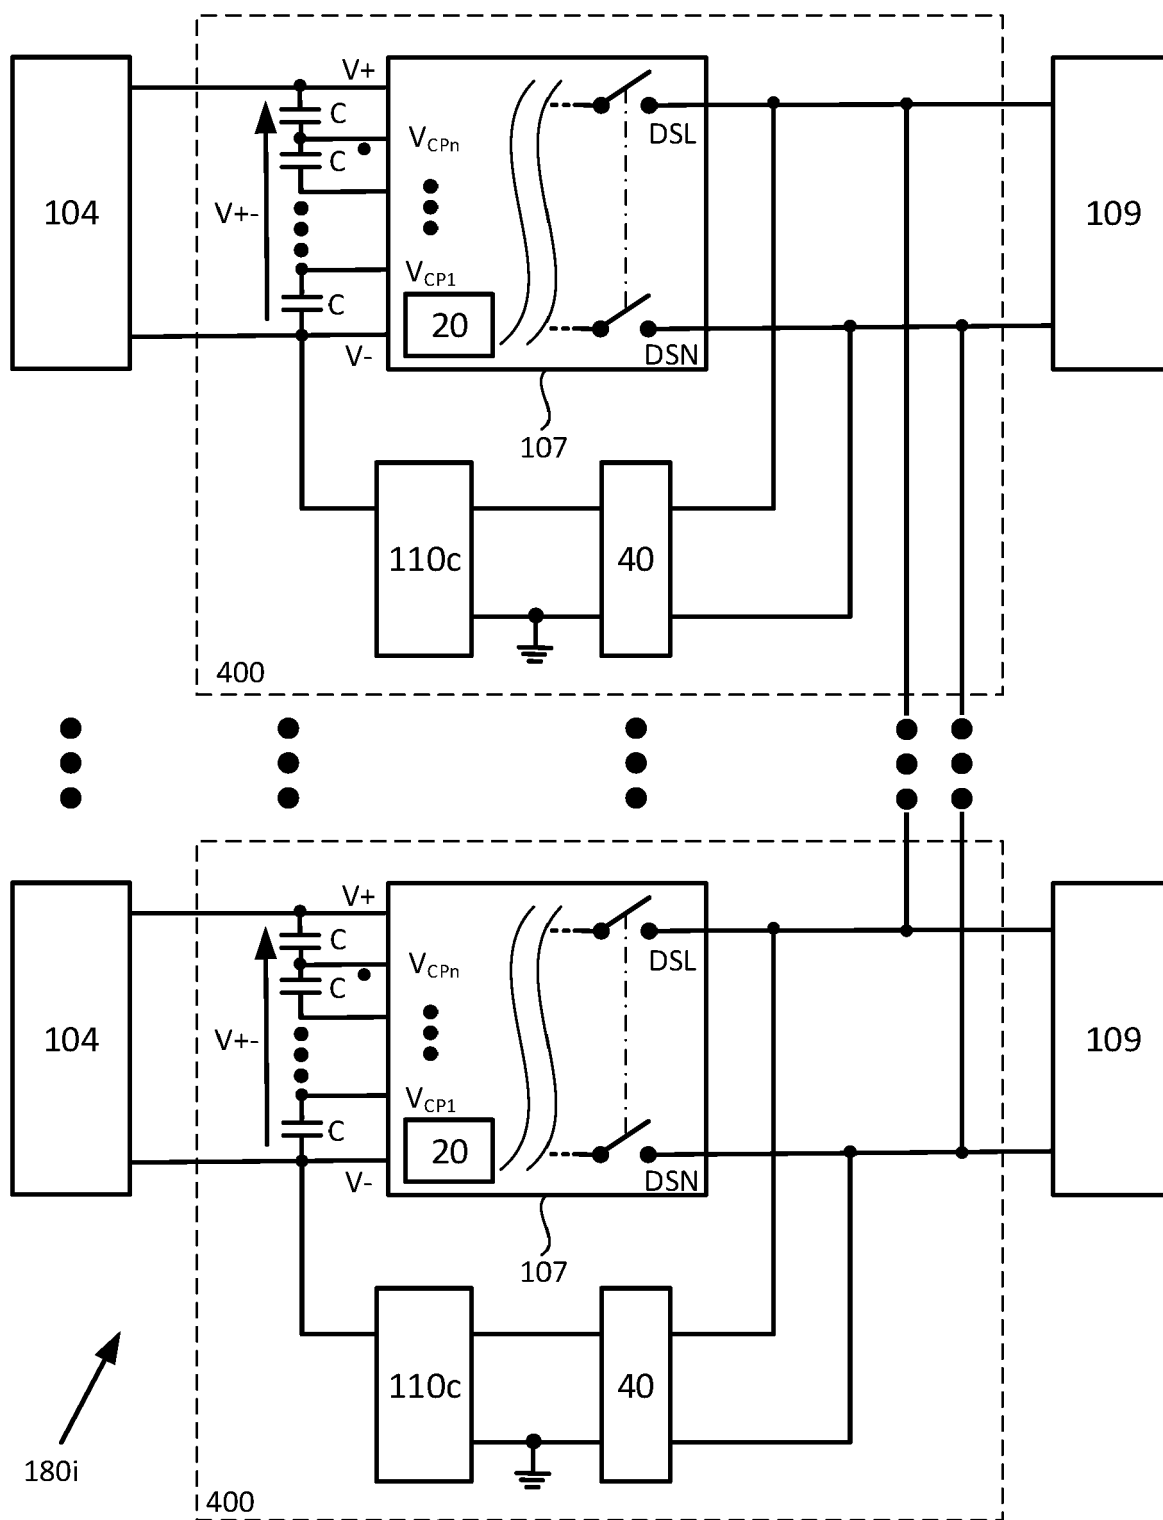 V+
C
DSL
V_CPn
C
104
V+-
109
V_CP1
C
20
V-
DSN
107
110c
40
400
V+
C
DSL
V_CPn
C
104
V+-
109
V_CP1
C
20
V-
DSN
107
110c
40
180i
400